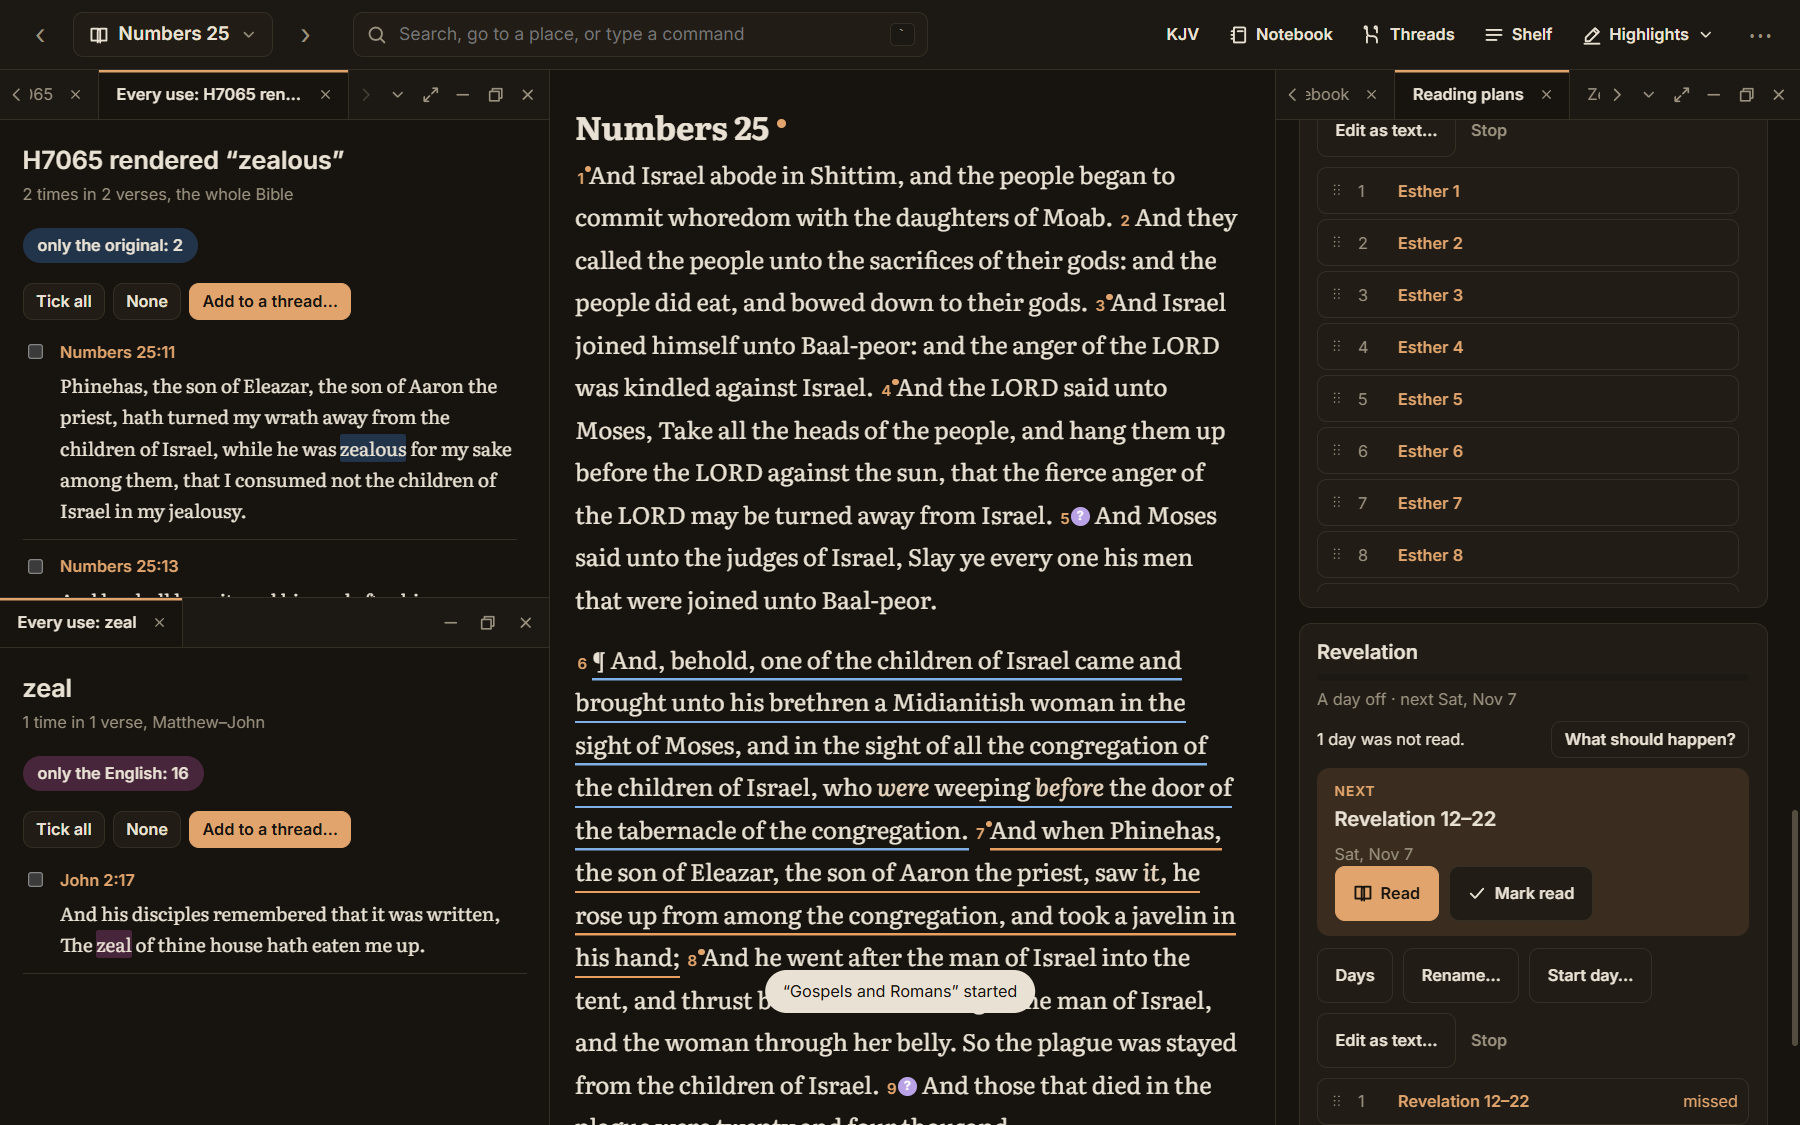 Numbers 25
Search, go to a place, or type a command
`
KJV
Notebook
Threads
Shelf
Highlights
065
Every use: H7065 ren...
H7065 rendered “zealous”
2 times in 2 verses, the whole Bible
only the original: 2
Tick all
None
Add to a thread...
Numbers 25:11
Phinehas, the son of Eleazar, the son of Aaron the
priest, hath turned my wrath away from the
children of Israel, while he was zealous for my sake
among them, that I consumed not the children of
Israel in my jealousy.
Numbers 25:13
Every use: zeal
zeal
1 time in 1 verse, Matthew–John
only the English: 16
Tick all
None
Add to a thread...
John 2:17
And his disciples remembered that it was written,
The zeal of thine house hath eaten me up.
Numbers 25
1 And Israel abode in Shittim, and the people began to
commit whoredom with the daughters of Moab. 2 And they
called the people unto the sacrifices of their gods: and the
people did eat, and bowed down to their gods. 3 And Israel
joined himself unto Baal-peor: and the anger of the LORD
was kindled against Israel. 4 And the LORD said unto
Moses, Take all the heads of the people, and hang them up
before the LORD against the sun, that the fierce anger of
the LORD may be turned away from Israel. 5 ? And Moses
said unto the judges of Israel, Slay ye every one his men
that were joined unto Baal-peor.
6 ¶ And, behold, one of the children of Israel came and
brought unto his brethren a Midianitish woman in the
sight of Moses, and in the sight of all the congregation of
the children of Israel, who were weeping before the door of
the tabernacle of the congregation. 7 And when Phinehas,
the son of Eleazar, the son of Aaron the priest, saw it, he
rose up from among the congregation, and took a javelin in
his hand; 8 And he went after the man of Israel into the
tent, and thrust
man of Israel,
“Gospels and Romans” started
and the woman through her belly. So the plague was stayed
from the children of Israel. 9 ? And those that died in the
plague were twenty and four thousand.
ebook
Reading plans
Edit as text...
Stop
1 Esther 1
2 Esther 2
3 Esther 3
4 Esther 4
5 Esther 5
6 Esther 6
7 Esther 7
8 Esther 8
Revelation
A day off · next Sat, Nov 7
1 day was not read.
What should happen?
NEXT
Revelation 12–22
Sat, Nov 7
Read
Mark read
Days
Rename...
Start day...
Edit as text...
Stop
1 Revelation 12–22 missed